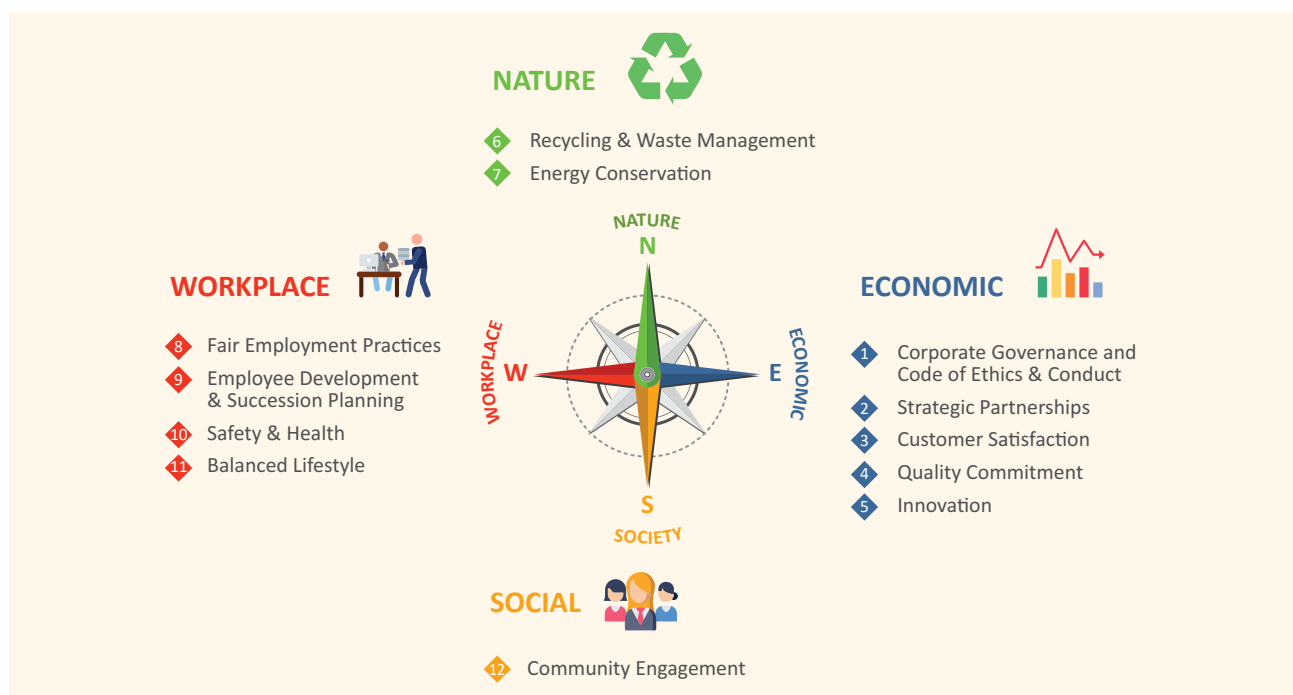 NATURE
6 Recycling & Waste Management
7 Energy Conservation
WORKPLACE
8 Fair Employment Practices
9 Employee Development
& Succession Planning
10 Safety & Health
11 Balanced Lifestyle
NATURE
N
WORKPLACE
W
E
ECONOMIC
S
SOCIETY
ECONOMIC
1 Corporate Governance and
Code of Ethics & Conduct
2 Strategic Partnerships
3 Customer Satisfaction
4 Quality Commitment
5 Innovation
SOCIAL
12 Community Engagement